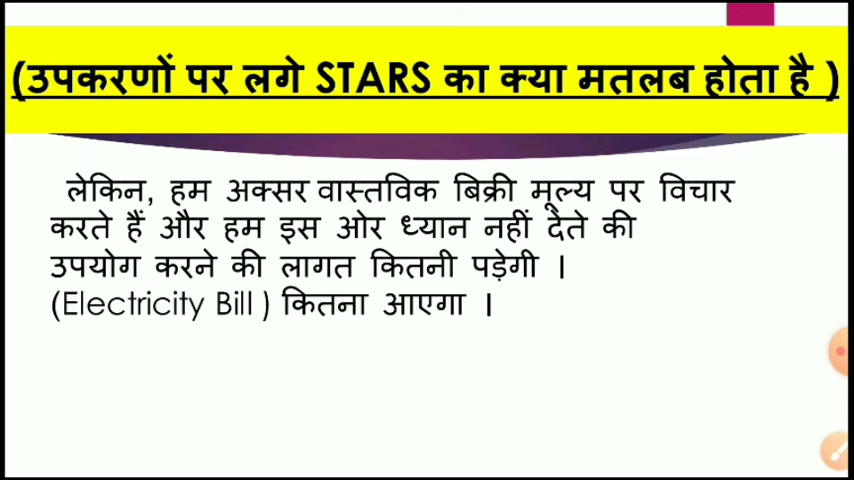 (उपकरणों पर लगे STARS का क्या मतलब होता है )
लेकिन, हम अक्सर वास्तविक बिक्री मूल्य पर विचार
करते हैं और हम इस ओर ध्यान नहीं देते की
उपयोग करने की लागत कितनी पड़ेगी ।
(Electricity Bill ) कितना आएगा ।